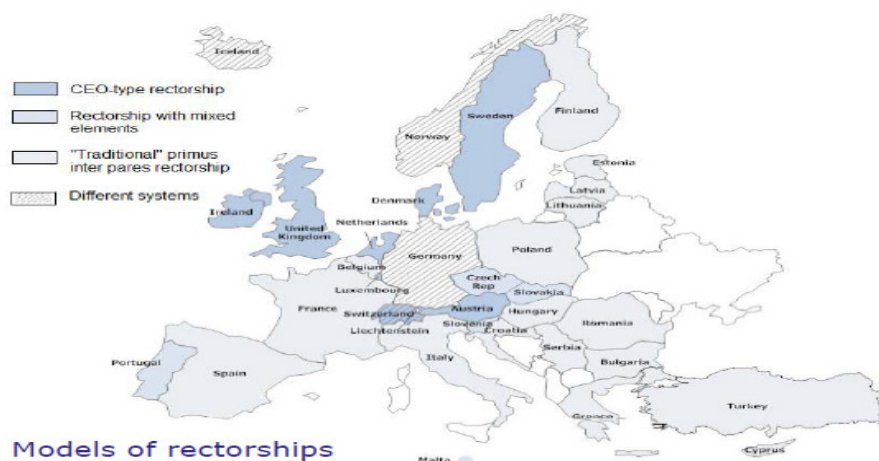 Iceland
CEO-type rectorship
Rectorship with mixed
elements
"Traditional" primus
inter pares rectorship
Different systems
Norway
Sweden
Finland
Estonia
Latvia
Lithuania
Denmark
Ireland
United
Kingdom
Netherlands
Germany
Poland
Belgium
Luxembourg
Czech
Rep
Slovakia
France
Switzerland
Austria
Hungary
Liechtenstein
Slovenia
Croatia
Romania
Serbia
Bulgaria
Italy
Portugal
Spain
Greece
Turkey
Cyprus
Malta
Models of rectorships